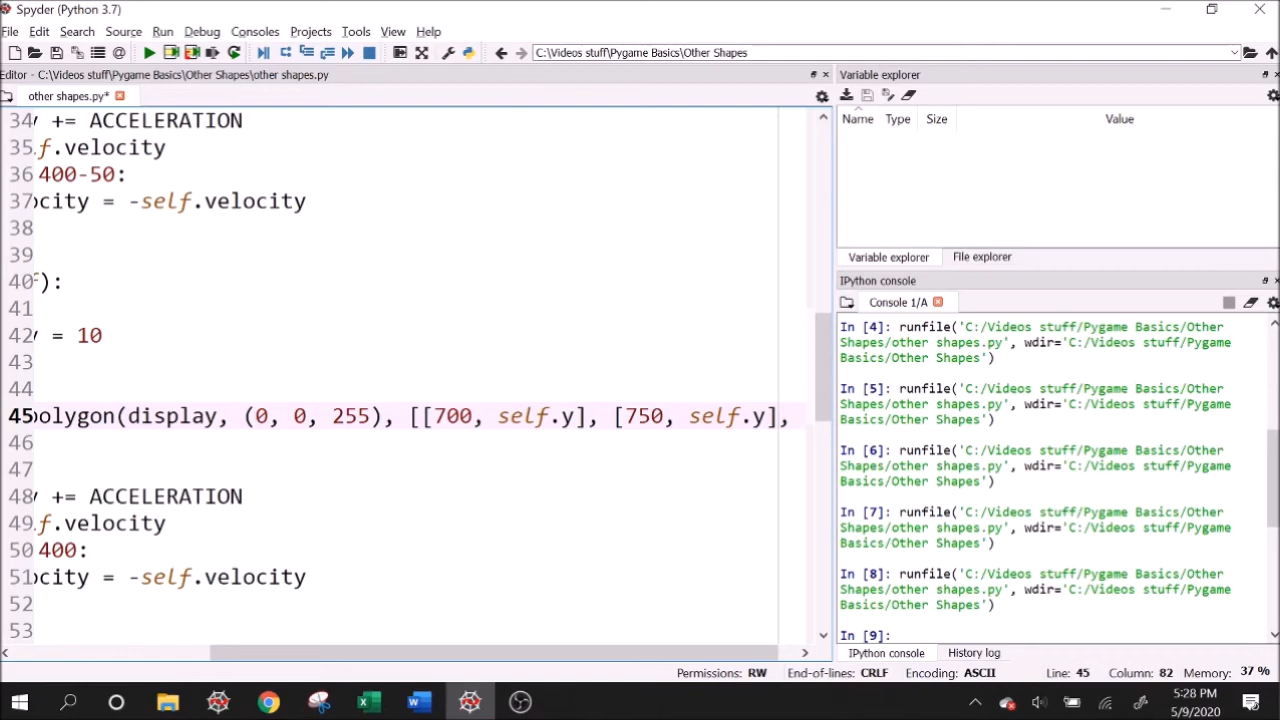 Spyder (Python 3.7)
File Edit Search Source Run Debug Consoles Projects Tools View Help
C:\Videos stuff\Pygame Basics\Other Shapes
Editor - C:\Videos stuff\Pygame Basics\Other Shapes\other shapes.py
other shapes.py*
34 += ACCELERATION
35 f.velocity
36 400-50:
37 ocity = -self.velocity
38
39
40 ):
41
42 = 10
43
44
45 polygon(display, (0, 0, 255), [[700, self.y], [750, self.y],
46
47
48 += ACCELERATION
49 f.velocity
50 400:
51 ocity = -self.velocity
52
53
Variable explorer
Name Type Size Value
Variable explorer File explorer
IPython console
Console 1/A
In [4]: runfile('C:/Videos stuff/Pygame Basics/Other
Shapes/other shapes.py', wdir='C:/Videos stuff/Pygame
Basics/Other Shapes')
In [5]: runfile('C:/Videos stuff/Pygame Basics/Other
Shapes/other shapes.py', wdir='C:/Videos stuff/Pygame
Basics/Other Shapes')
In [6]: runfile('C:/Videos stuff/Pygame Basics/Other
Shapes/other shapes.py', wdir='C:/Videos stuff/Pygame
Basics/Other Shapes')
In [7]: runfile('C:/Videos stuff/Pygame Basics/Other
Shapes/other shapes.py', wdir='C:/Videos stuff/Pygame
Basics/Other Shapes')
In [8]: runfile('C:/Videos stuff/Pygame Basics/Other
Shapes/other shapes.py', wdir='C:/Videos stuff/Pygame
Basics/Other Shapes')
In [9]:
IPython console History log
Permissions: RW End-of-lines: CRLF Encoding: ASCII Line: 45 Column: 82 Memory: 37 %
5:28 PM
5/9/2020